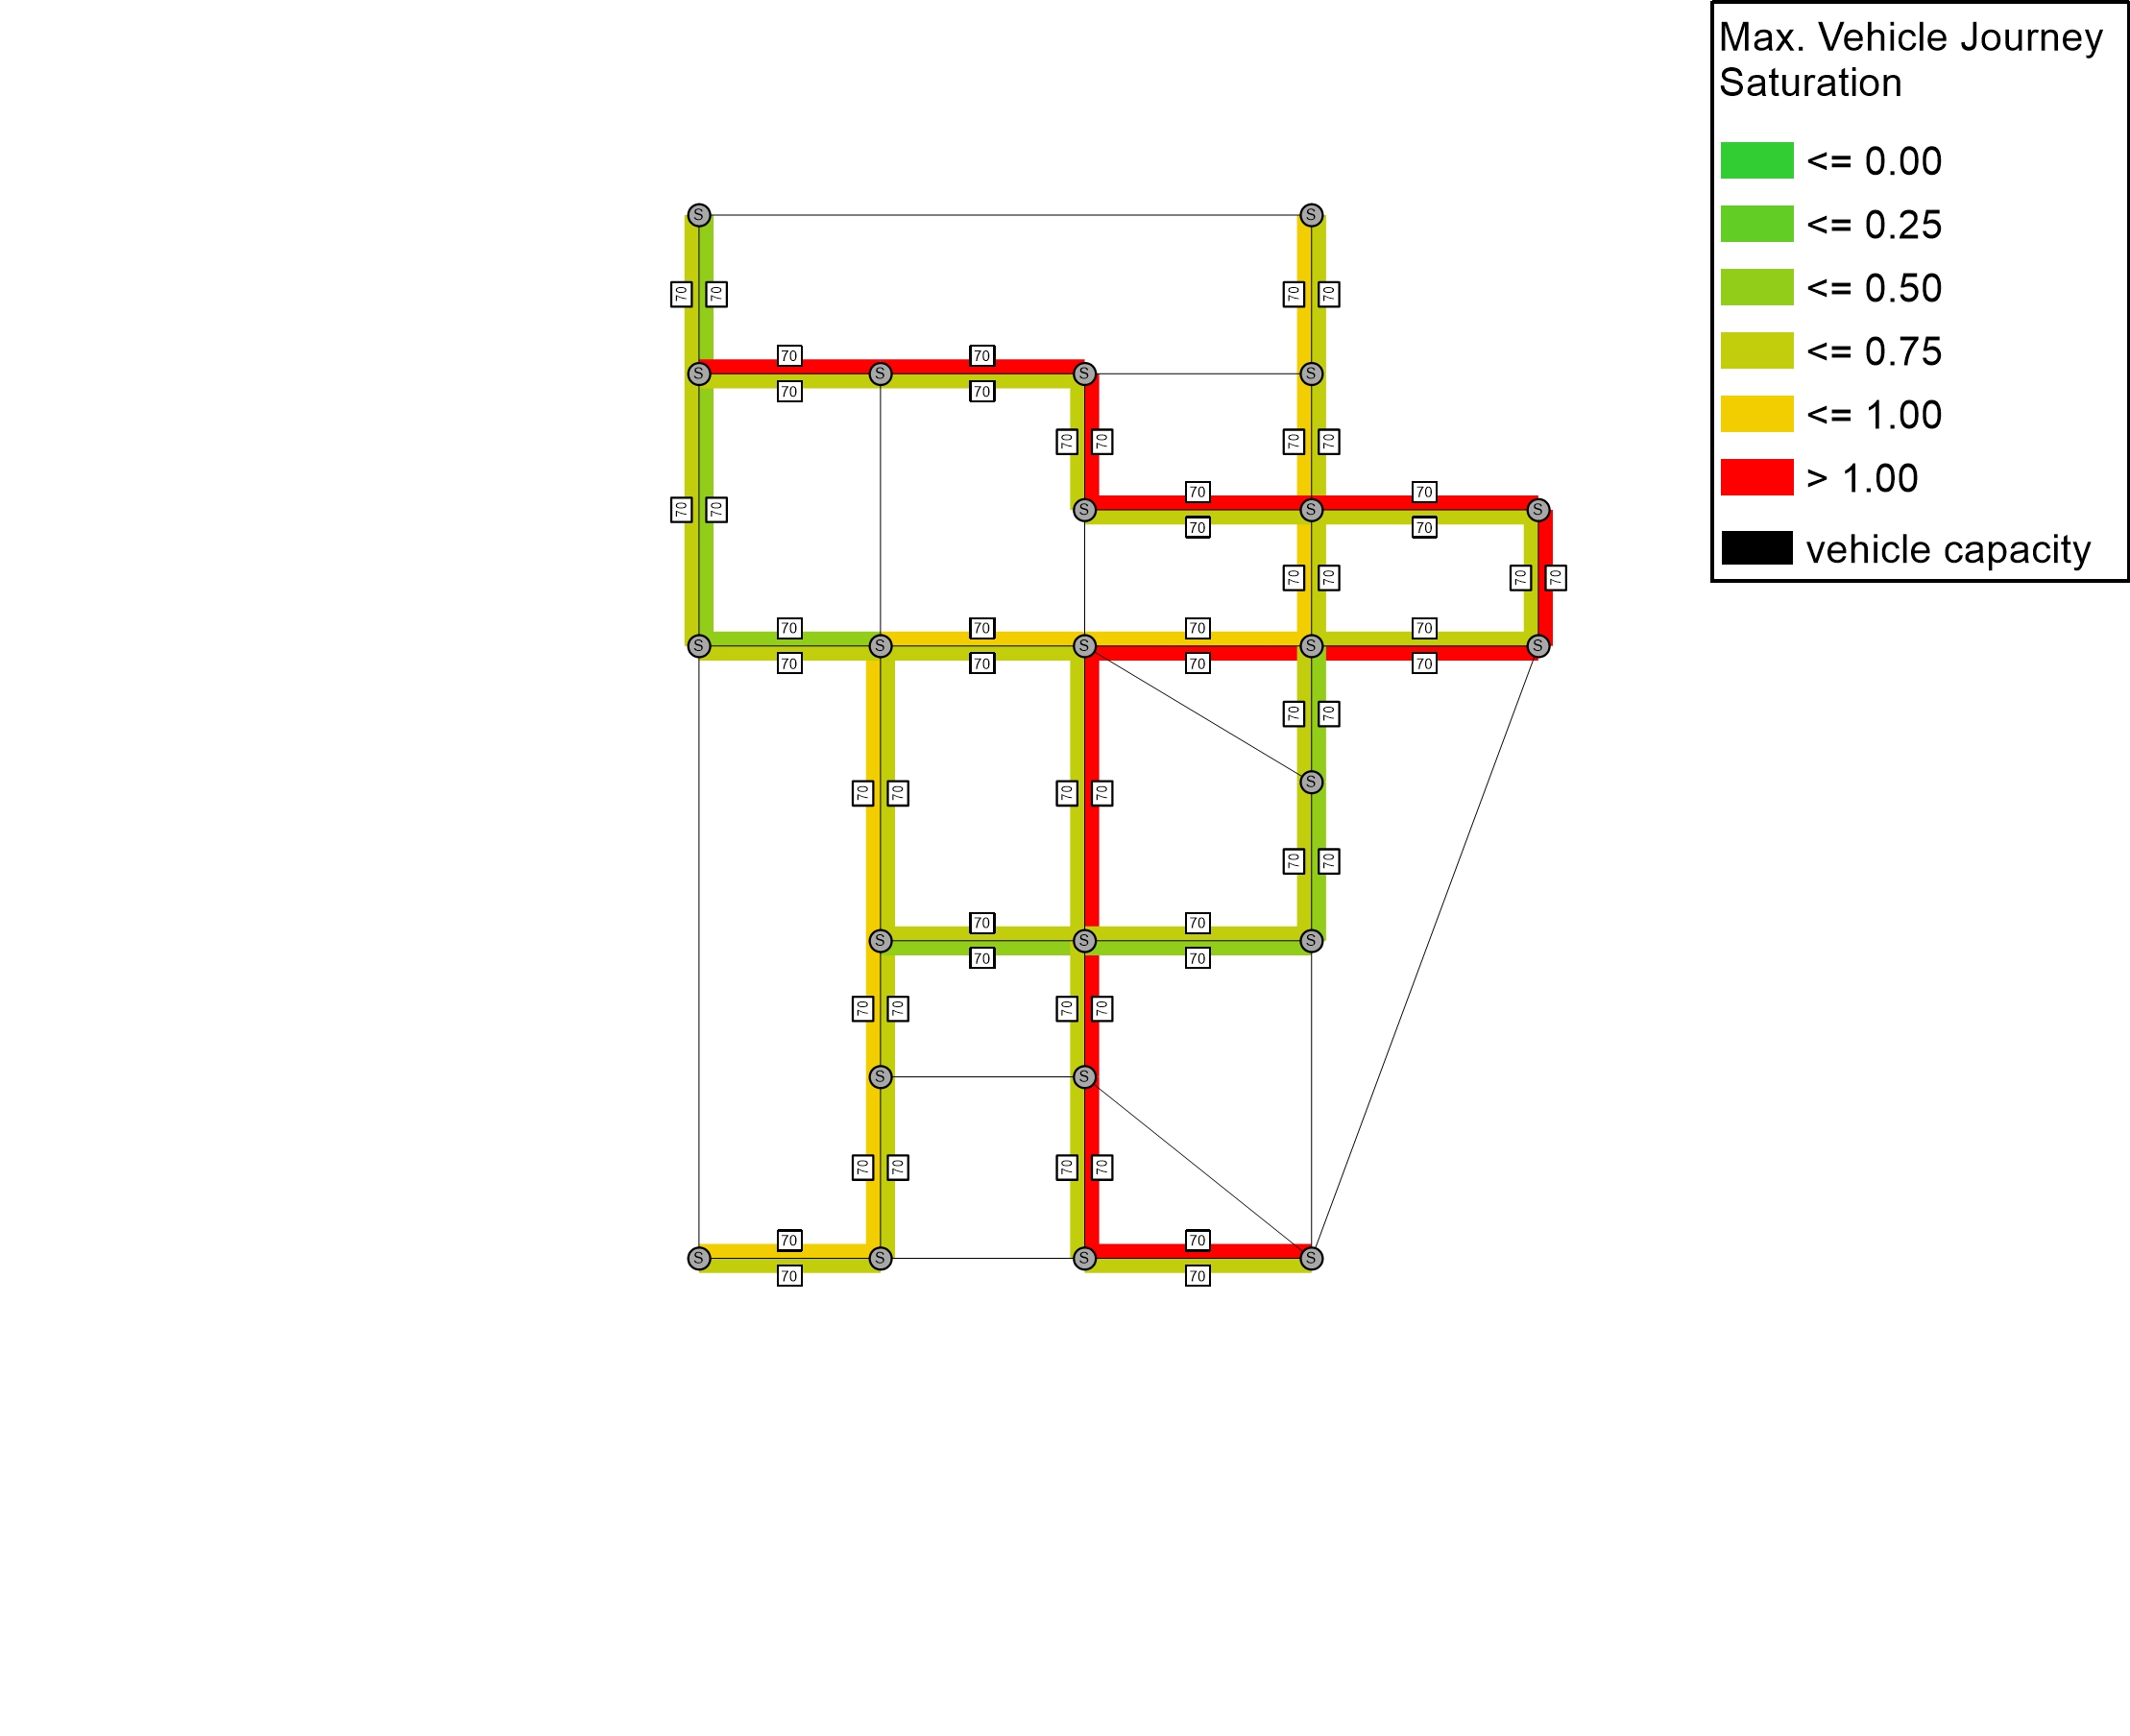 Max. Vehicle Journey
Saturation
<= 0.00
<= 0.25
<= 0.50
<= 0.75
<= 1.00
> 1.00
vehicle capacity
S S
70 70 70 70
70 70
S S S S
70 70
70 70 70 70
70 70
70 70 S S S
70 70
70 70 70 70
70 70 70 70
S S S S S
70 70 70 70
70 70
S
70 70 70 70
70 70
70 70
S S S
70 70
70 70 70 70
S S
70 70 70 70
70 70
S S S S
70 70